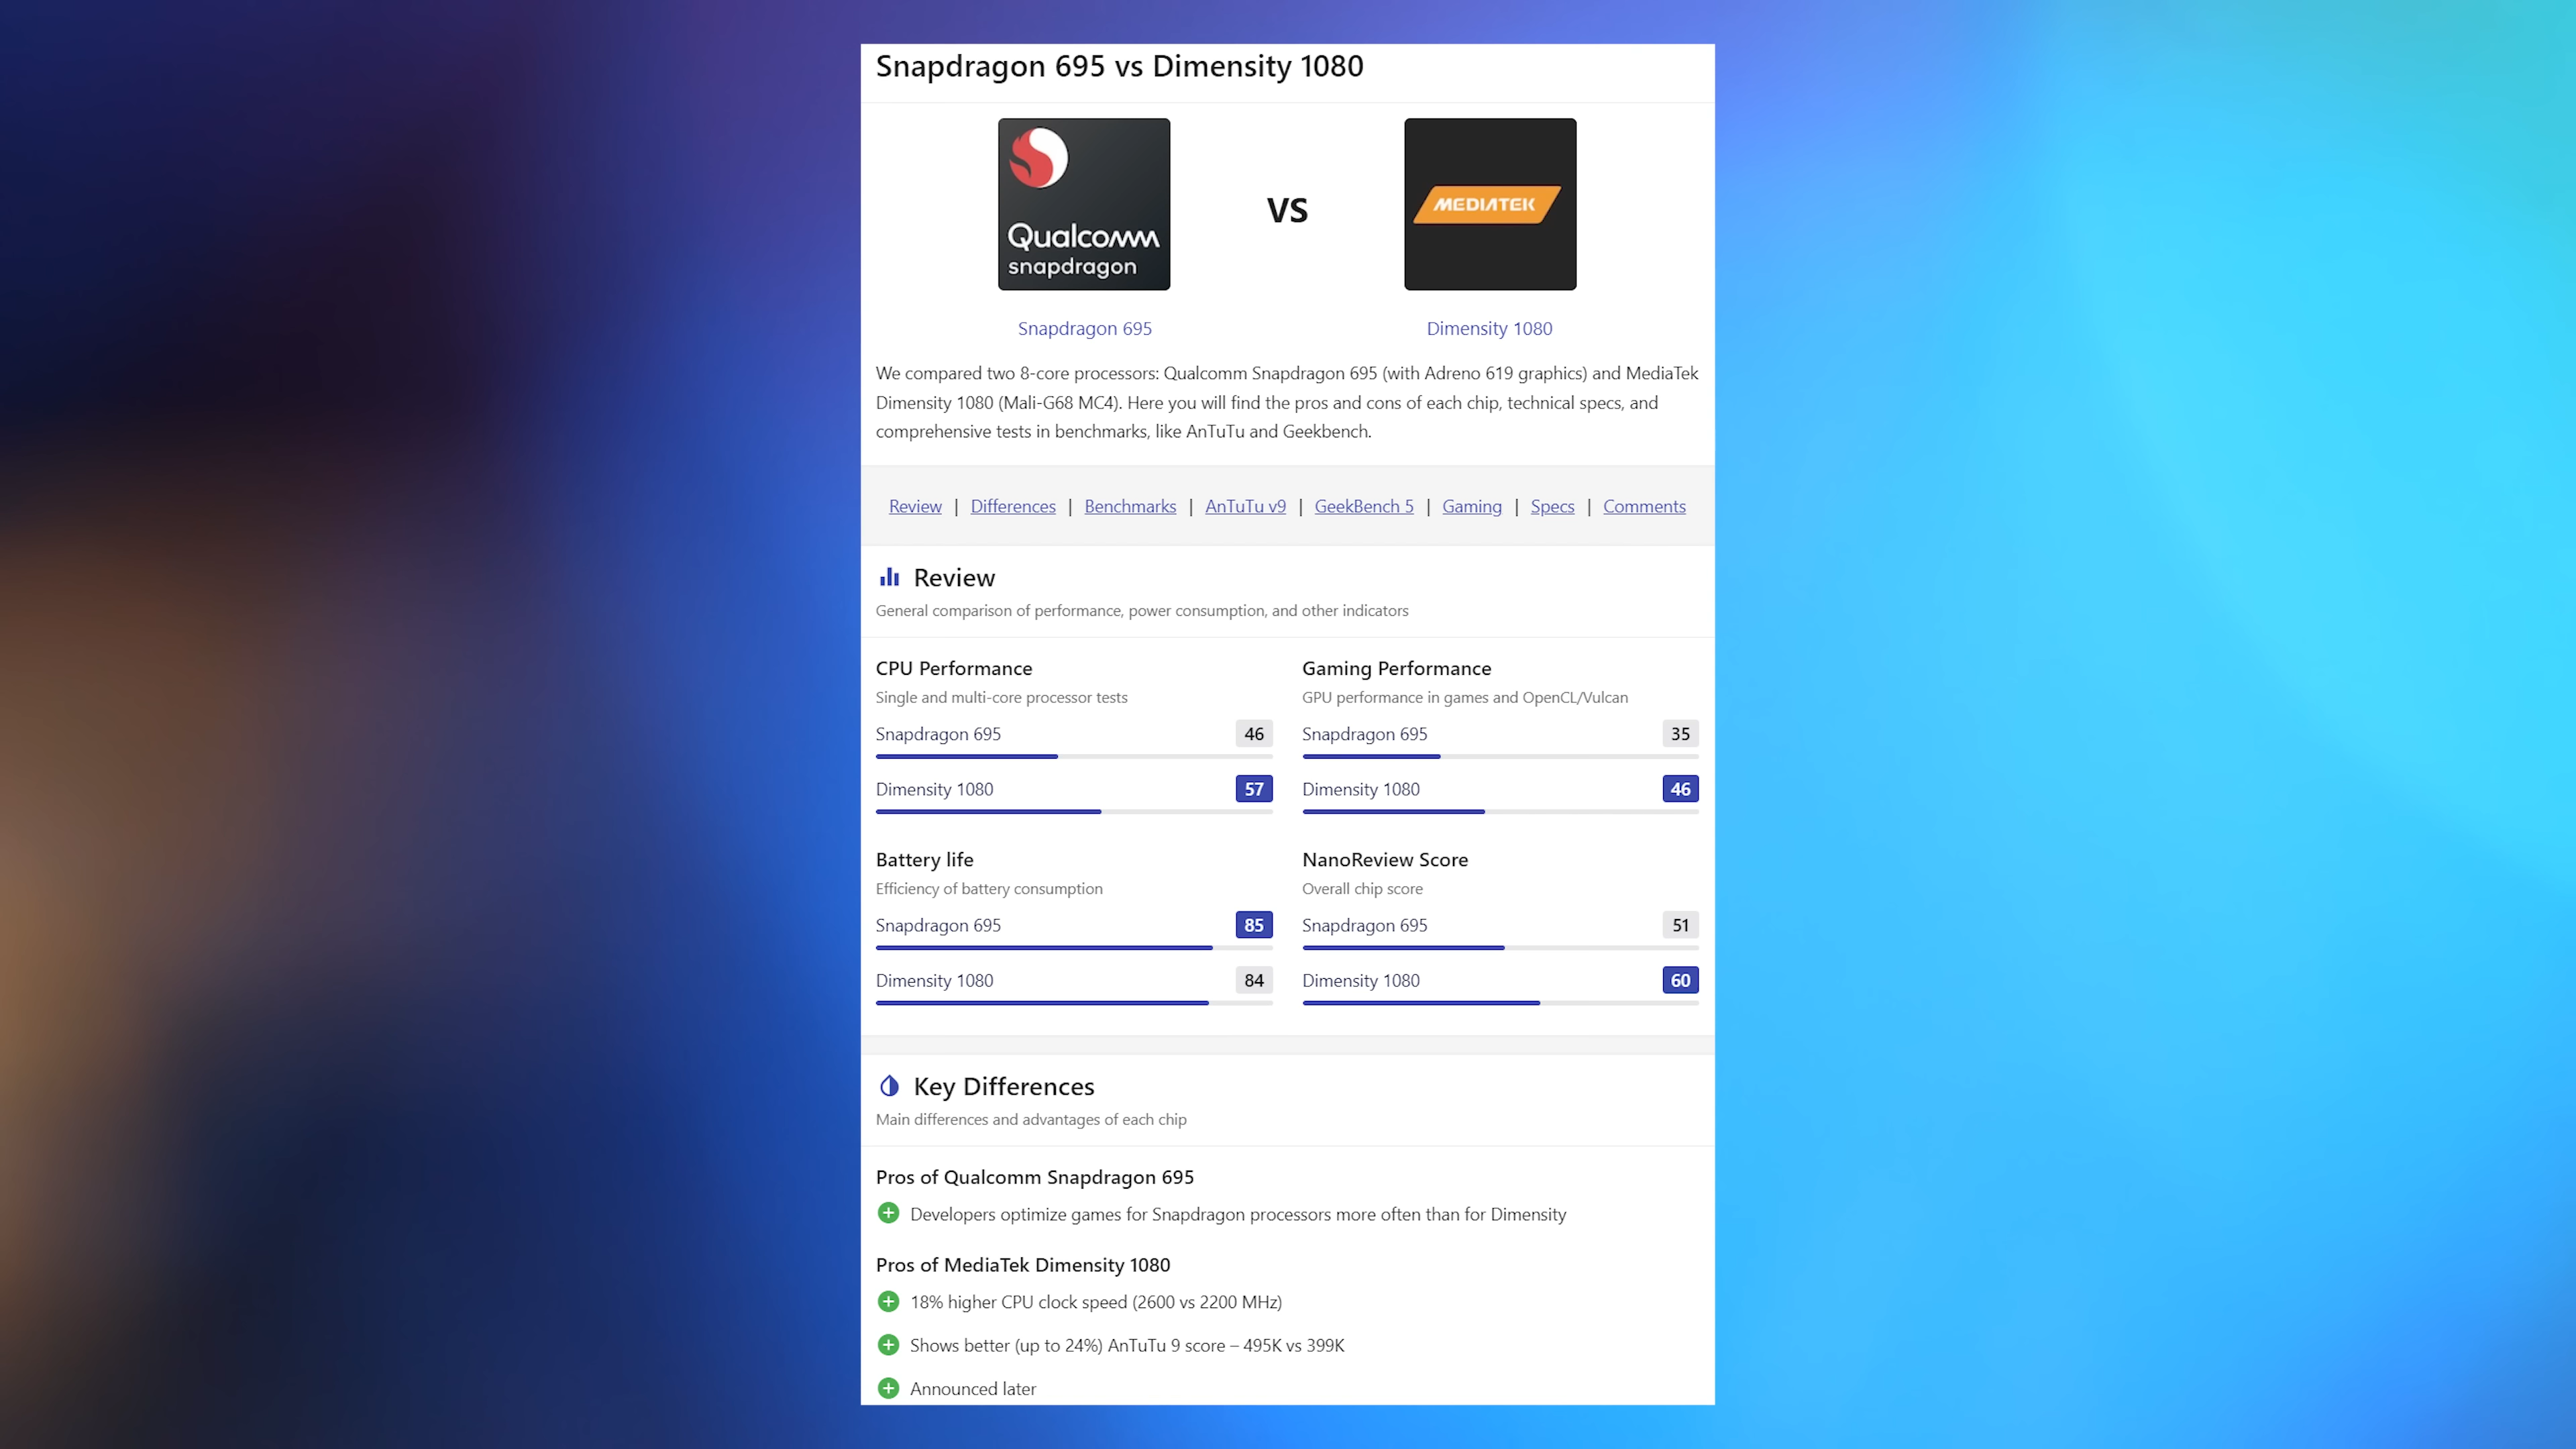 Snapdragon 695 vs Dimensity 1080
Qualcomm
snapdragon
VS
MEDIATEK
Snapdragon 695
Dimensity 1080
We compared two 8-core processors: Qualcomm Snapdragon 695 (with Adreno 619 graphics) and MediaTek
Dimensity 1080 (Mali-G68 MC4). Here you will find the pros and cons of each chip, technical specs, and
comprehensive tests in benchmarks, like AnTuTu and Geekbench.
Review | Differences | Benchmarks | AnTuTu v9 | GeekBench 5 | Gaming | Specs | Comments
Review
General comparison of performance, power consumption, and other indicators
CPU Performance
Single and multi-core processor tests
Snapdragon 695 46
Dimensity 1080 57
Gaming Performance
GPU performance in games and OpenCL/Vulcan
Snapdragon 695 35
Dimensity 1080 46
Battery life
Efficiency of battery consumption
Snapdragon 695 85
Dimensity 1080 84
NanoReview Score
Overall chip score
Snapdragon 695 51
Dimensity 1080 60
Key Differences
Main differences and advantages of each chip
Pros of Qualcomm Snapdragon 695
Developers optimize games for Snapdragon processors more often than for Dimensity
Pros of MediaTek Dimensity 1080
18% higher CPU clock speed (2600 vs 2200 MHz)
Shows better (up to 24%) AnTuTu 9 score – 495K vs 399K
Announced later